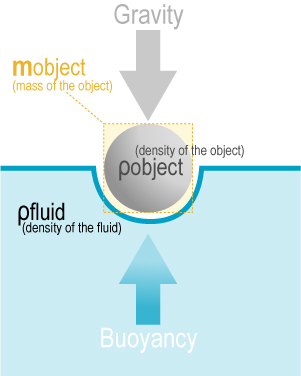 Gravity
mobject
(mass of the object)
(density of the object)
ρobject
ρfluid
(density of the fluid)
Buoyancy